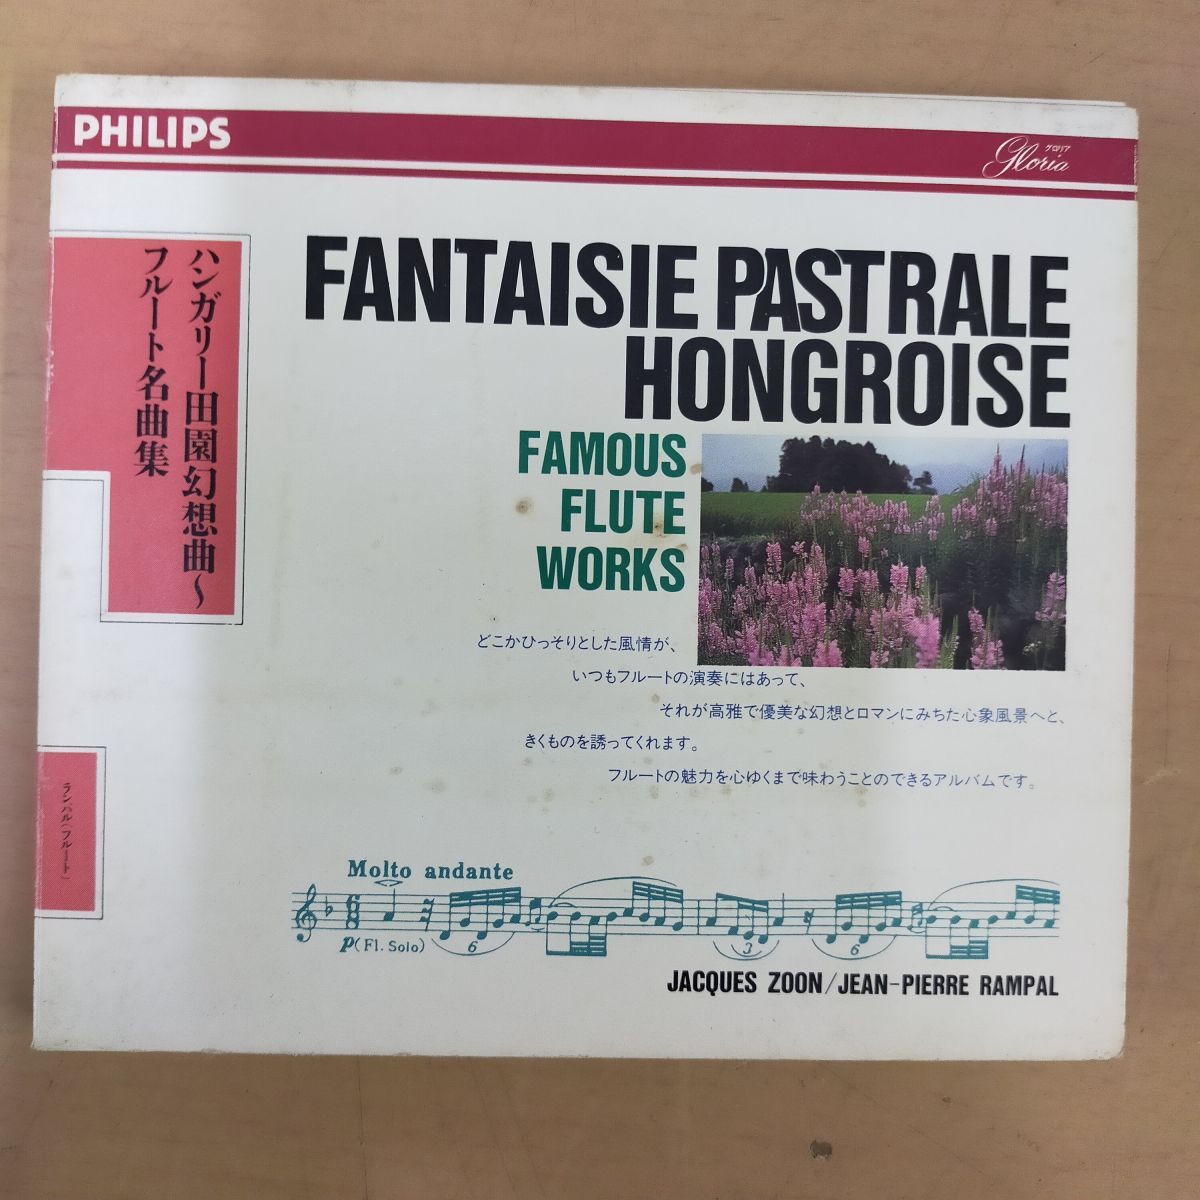 PHILIPS
グロリア
Gloria
ハンガリー田園幻想曲〜
フルート名曲集
FANTAISIE PASTRALE
HONGROISE
FAMOUS
FLUTE
WORKS
どこかひっそりとした風情が、
いつもフルートの演奏にはあって、
それが高雅で優美な幻想とロマンにみちた心象風景へと、
きくものを誘ってくれます。
フルートの魅力を心ゆくまで味わうことのできるアルバムです。
ランパル(フルート)
Molto andante
p(Fl. Solo)
6
3
6
JACQUES ZOON/JEAN-PIERRE RAMPAL